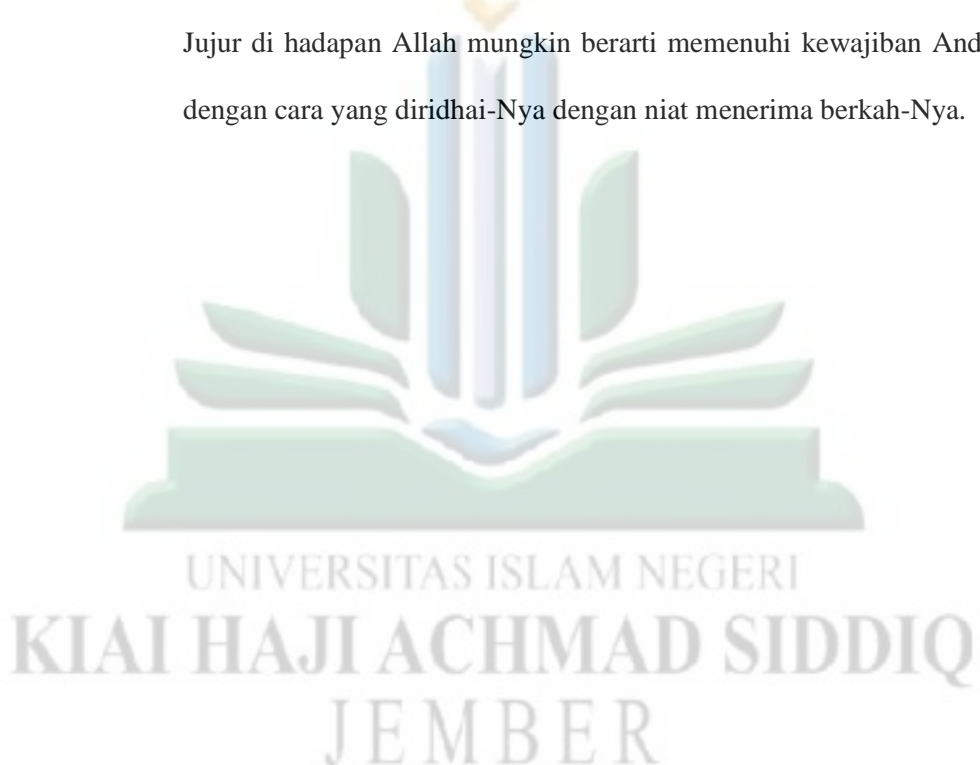 Jujur di hadapan Allah mungkin berarti memenuhi kewajiban And
dengan cara yang diridhai-Nya dengan niat menerima berkah-Nya.
UNIVERSITAS ISLAM NEGERI
KIAI HAJI ACHMAD SIDDIQ
JEMBER